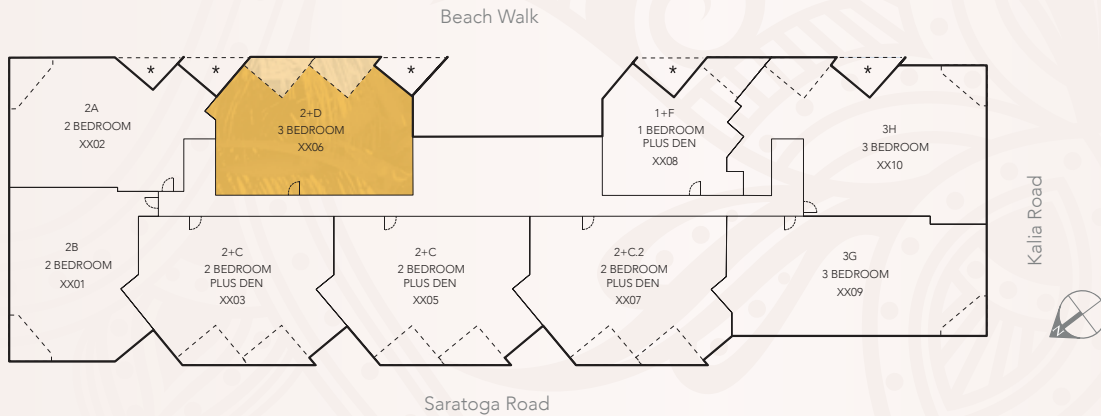 Beach Walk
*
*
*
*
*
2A
2 BEDROOM
XX02
2+D
3 BEDROOM
XX06
1+F
1 BEDROOM
PLUS DEN
XX08
3H
3 BEDROOM
XX10
Kalia Road
2B
2 BEDROOM
XX01
2+C
2 BEDROOM
PLUS DEN
XX03
2+C
2 BEDROOM
PLUS DEN
XX05
2+C.2
2 BEDROOM
PLUS DEN
XX07
3G
3 BEDROOM
XX09
N
Saratoga Road